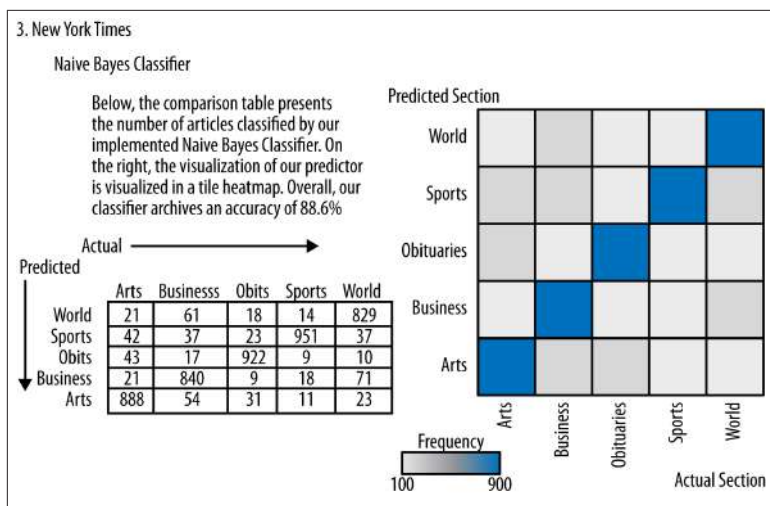 3. New York Times
Naive Bayes Classifier
Below, the comparison table presents
the number of articles classified by our
implemented Naive Bayes Classifier. On
the right, the visualization of our predictor
is visualized in a tile heatmap. Overall, our
classifier archives an accuracy of 88.6%
Actual
Predicted
Arts Businesss Obits Sports World
World 21 61 18 14 829
Sports 42 37 23 951 37
Obits 43 17 922 9 10
Business 21 840 9 18 71
Arts 888 54 31 11 23
Predicted Section
World
Sports
Obituaries
Business
Arts
Arts
Business
Obituaries
Sports
World
Frequency
100 900
Actual Section